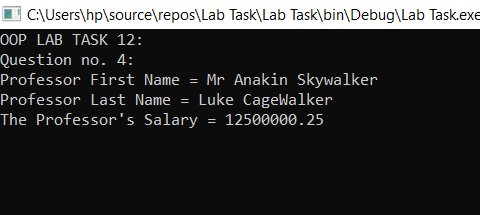 C:\Users\hp\source\repos\Lab Task\Lab Task\bin\Debug\Lab Task.exe
OOP LAB TASK 12:
Question no. 4:
Professor First Name = Mr Anakin Skywalker
Professor Last Name = Luke CageWalker
The Professor's Salary = 12500000.25